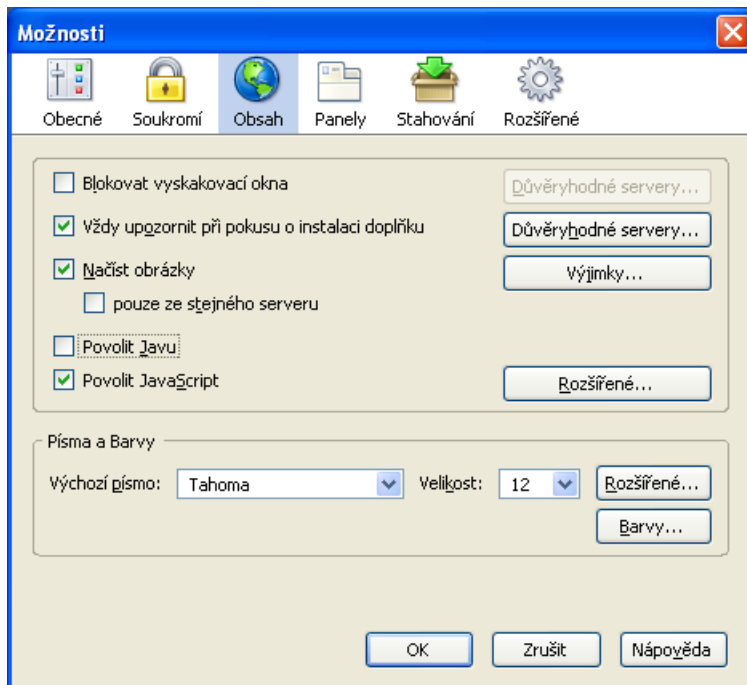 Možnosti
Obecné Soukromí Obsah Panely Stahování Rozšířené
Blokovat vyskakovací okna Důvěryhodné servery...
Vždy upozornit při pokusu o instalaci doplňku Důvěryhodné servery...
Načíst obrázky Výjimky...
pouze ze stejného serveru
Povolit Javu
Povolit JavaScript Rozšířené...
Písma a Barvy
Výchozí písmo: Tahoma Velikost: 12 Rozšířené...
Barvy...
OK Zrušit Nápověda